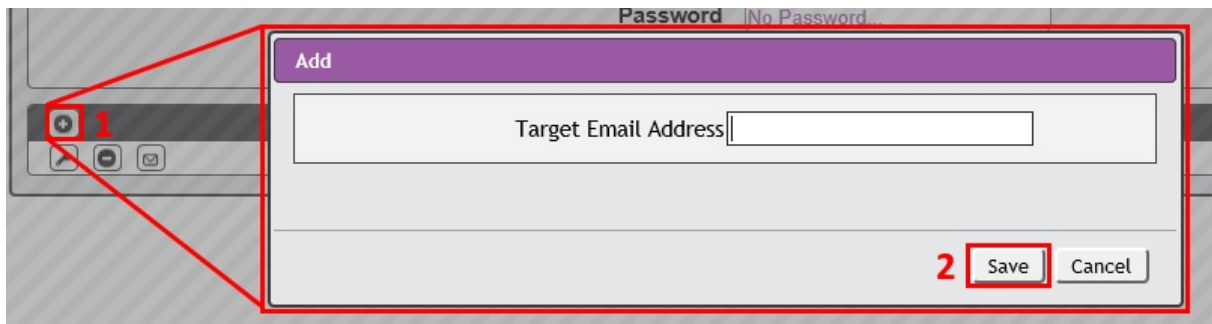 Password No Password...
Add
1
Target Email Address
2 Save Cancel